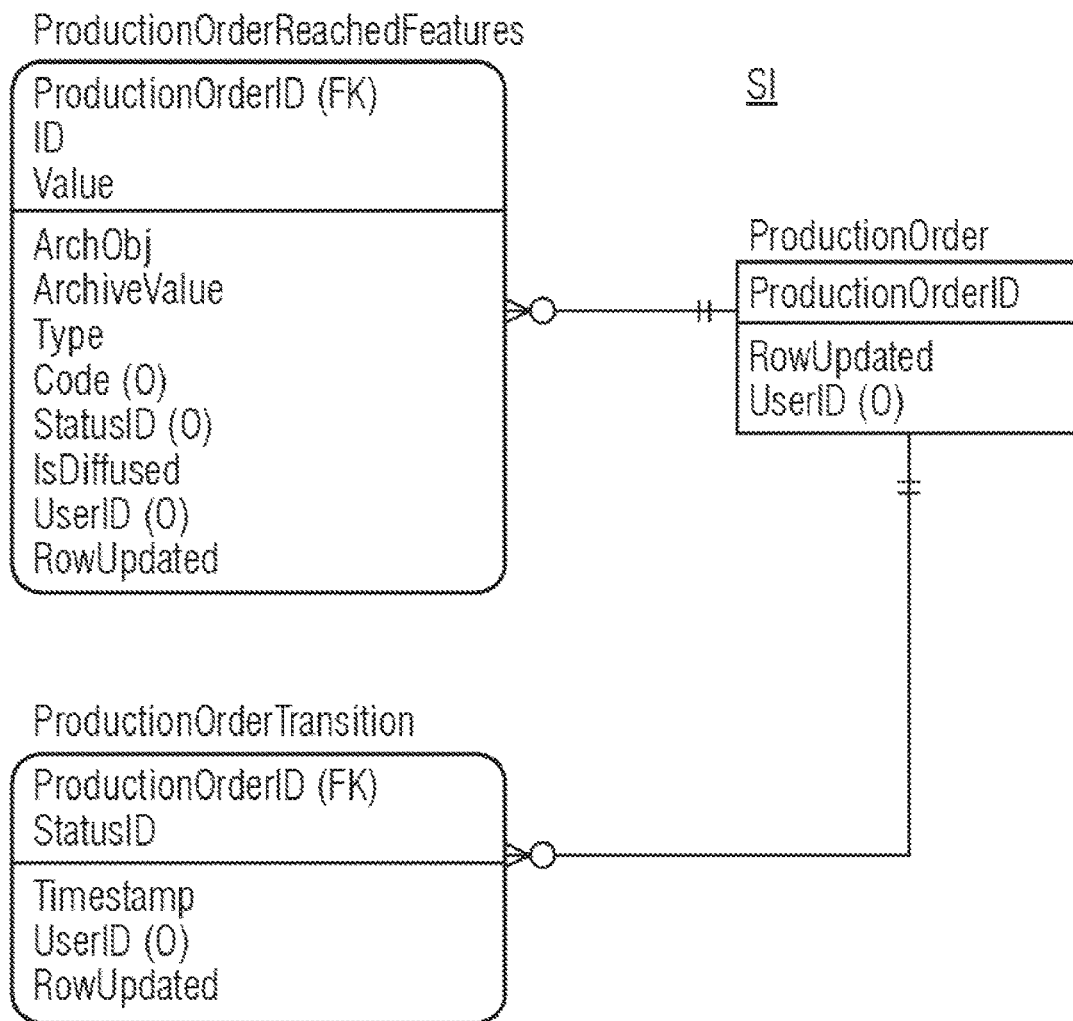 ProductionOrderReachedFeatures
ProductionOrderID (FK)
ID
Value
ArchObj
ArchiveValue
Type
Code (O)
StatusID (O)
IsDiffused
UserID (O)
RowUpdated
SI
ProductionOrder
ProductionOrderID
RowUpdated
UserID (O)
ProductionOrderTransition
ProductionOrderID (FK)
StatusID
Timestamp
UserID (O)
RowUpdated